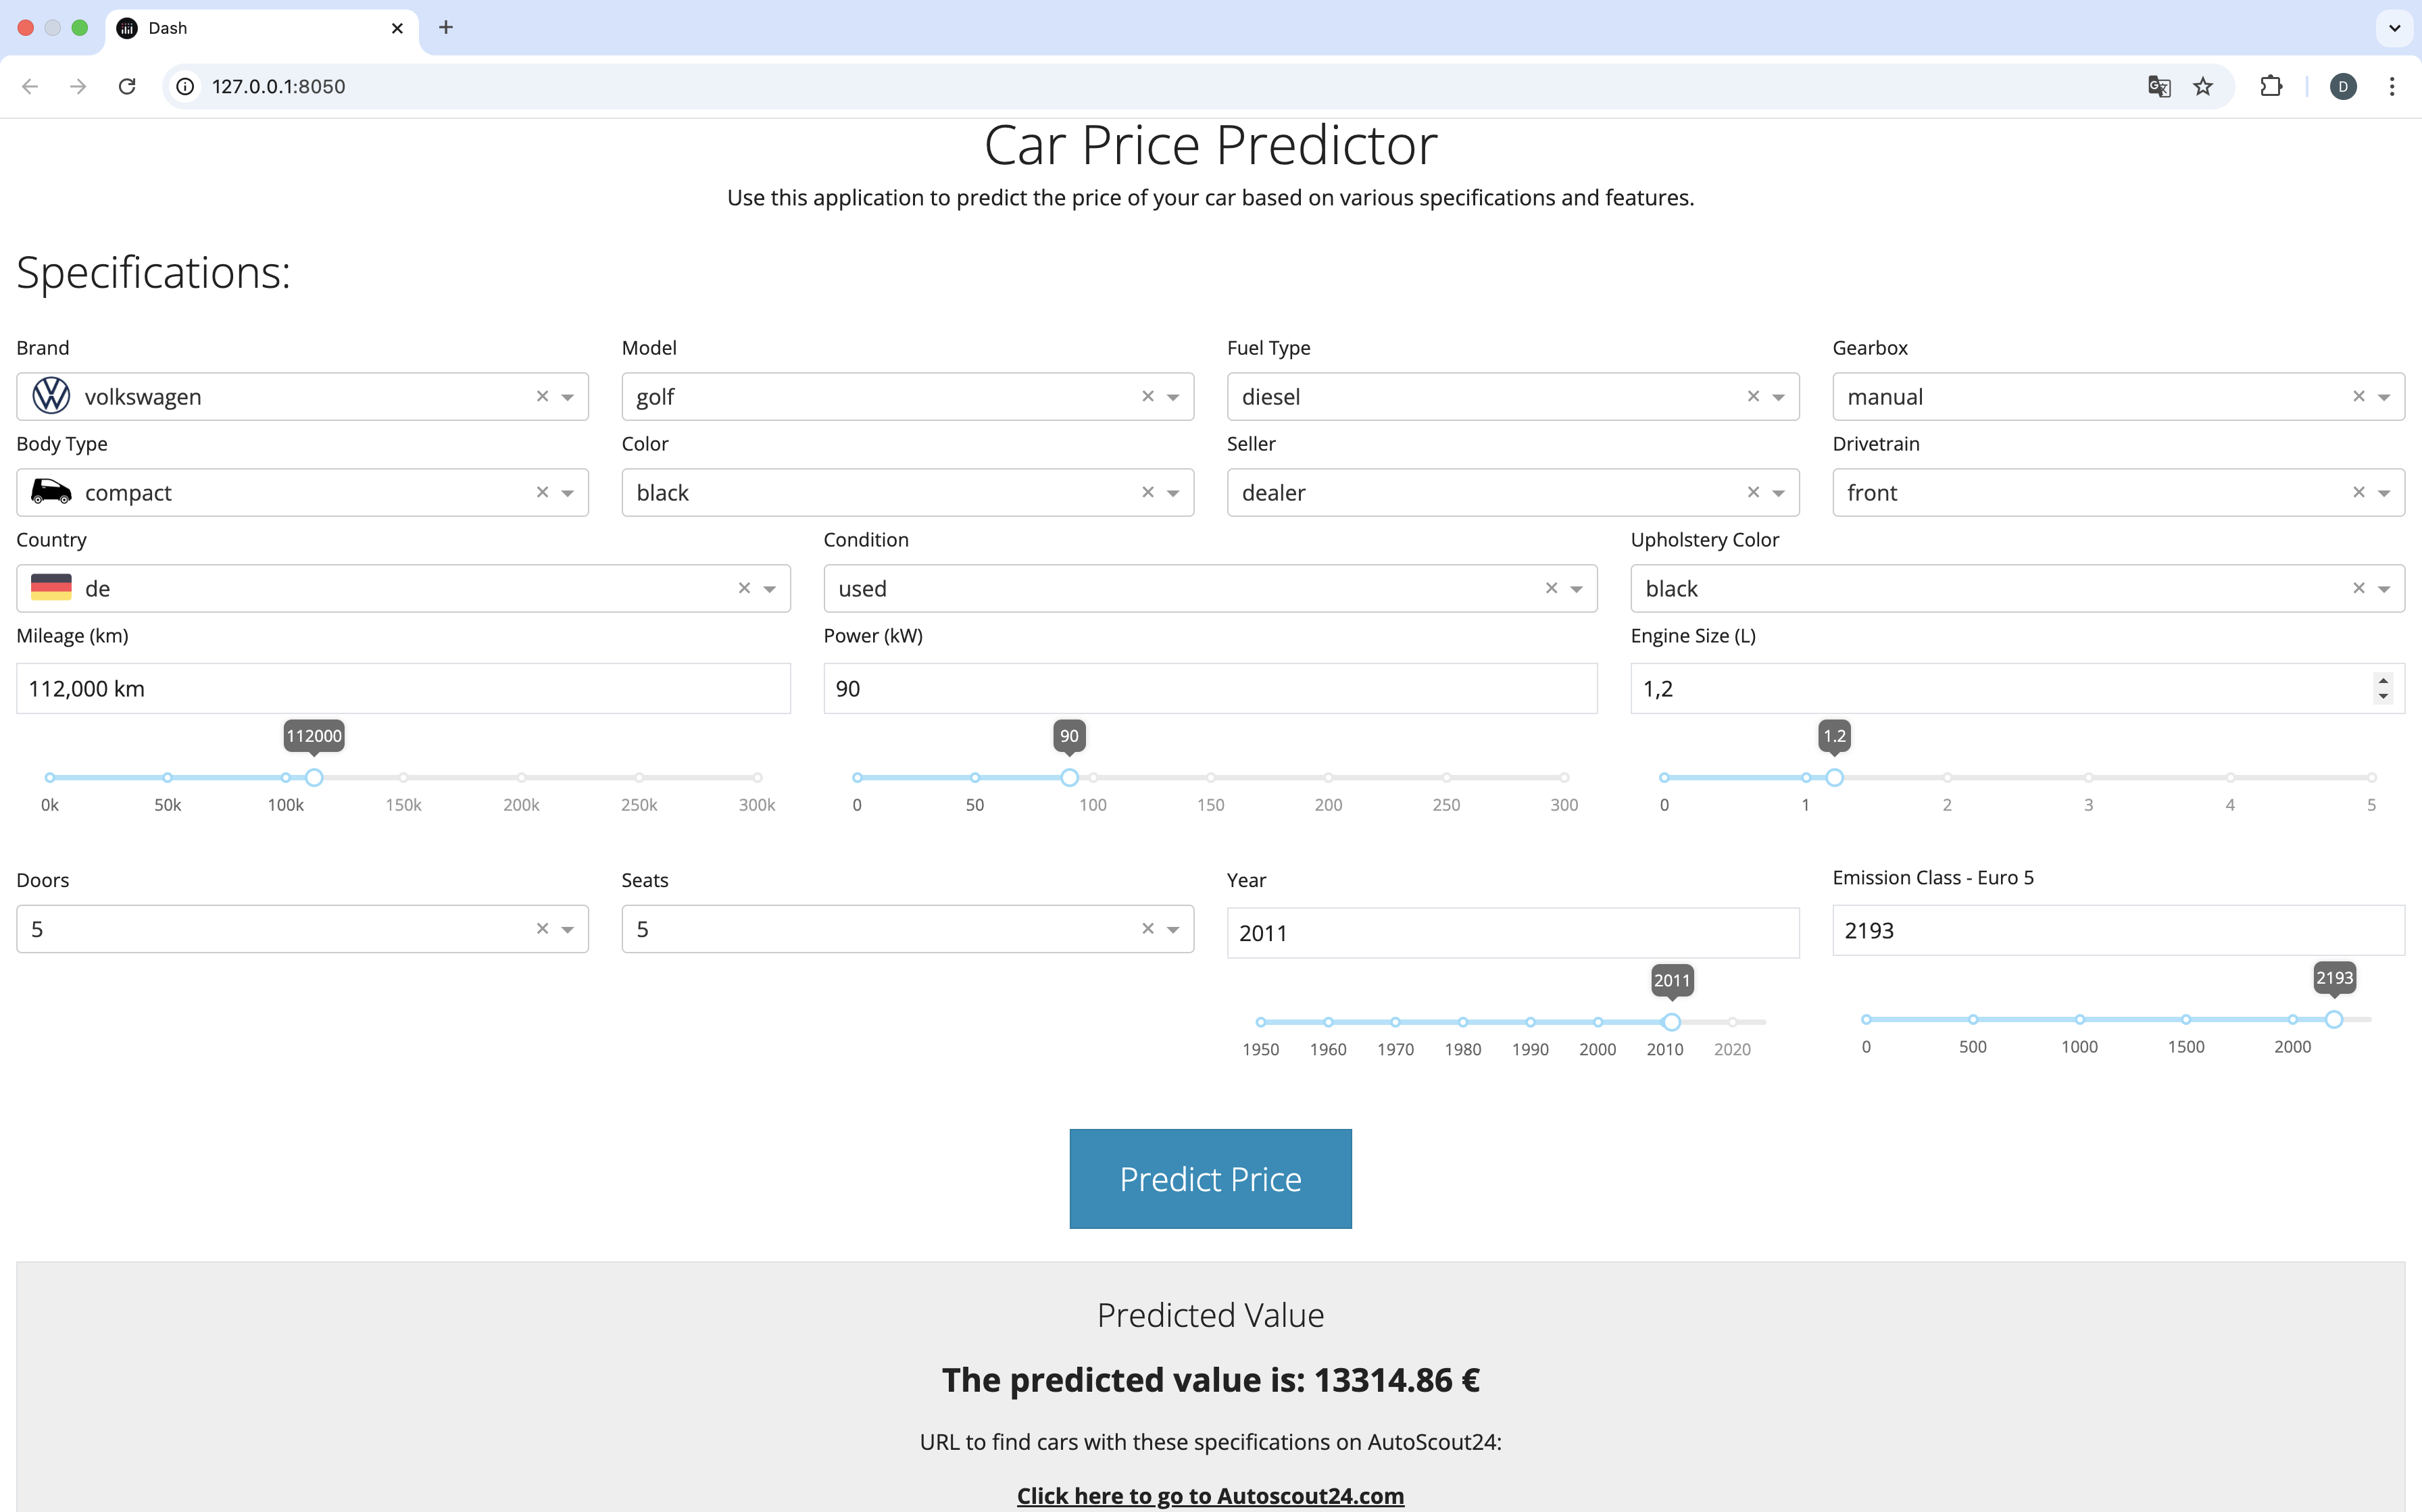 Dash
127.0.0.1:8050
D
Car Price Predictor
Use this application to predict the price of your car based on various specifications and features.
Specifications:
Brand Model Fuel Type Gearbox
volkswagen golf diesel manual
Body Type Color Seller Drivetrain
compact black dealer front
Country Condition Upholstery Color
de used black
Mileage (km) Power (kW) Engine Size (L)
112,000 km 90 1,2
112000 90 1.2
0k 50k 100k 150k 200k 250k 300k 0 50 100 150 200 250 300 0 1 2 3 4 5
Doors Seats Year Emission Class - Euro 5
5 5 2011 2193
2011 2193
1950 1960 1970 1980 1990 2000 2010 2020 0 500 1000 1500 2000
Predict Price
Predicted Value
The predicted value is: 13314.86 €
URL to find cars with these specifications on AutoScout24:
Click here to go to Autoscout24.com